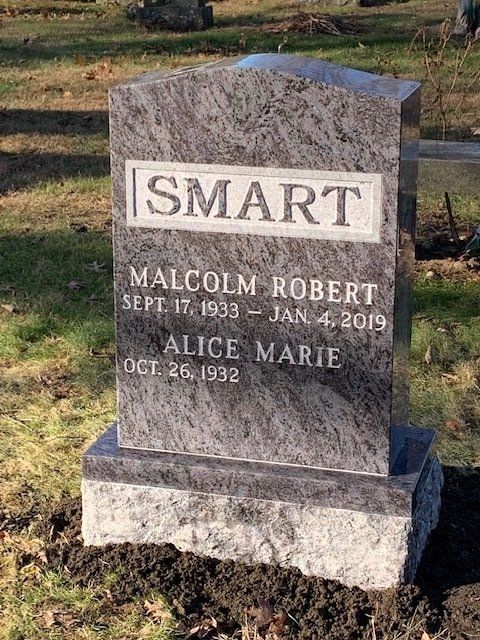 SMART
MALCOLM ROBERT
SEPT. 17, 1933 – JAN. 4, 2019
ALICE MARIE
OCT. 26, 1932